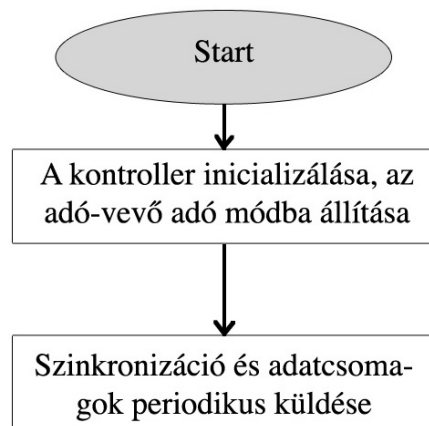 Start
A kontroller inicializálása, az
adó-vevő adó módba állítása
Szinkronizáció és adatcsoma-
gok periodikus küldése